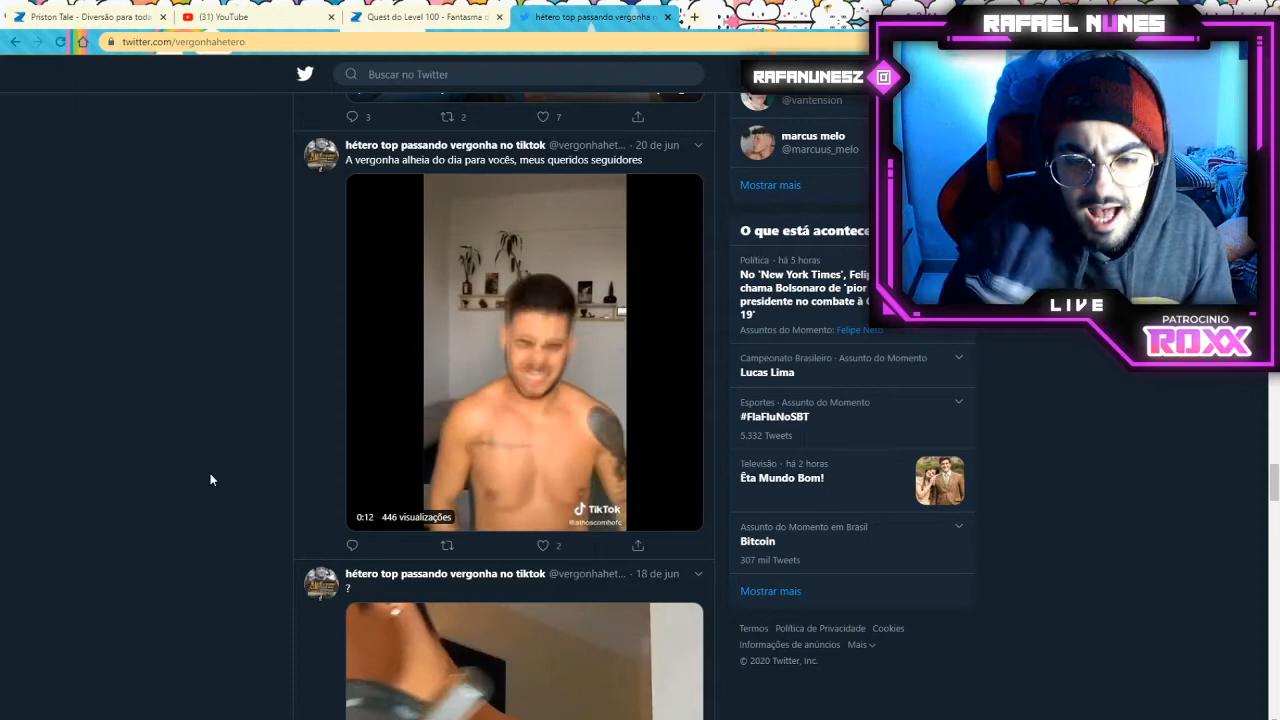 Priston Tale - Diversão para toda
(31) YouTube
Quest do Level 100 - Fantasma d
hétero top passando vergonha n
twitter.com/vergonhahetero
Buscar no Twitter
3
2
7
hétero top passando vergonha no tiktok @vergonhahet... · 20 de jun
A vergonha alheia do dia para vocês, meus queridos seguidores
0:12 446 visualizações
TikTok
@athoscomhofc
2
hétero top passando vergonha no tiktok @vergonhahet... · 18 de jun
?
@vantension
marcus melo
@marcuus_melo
Mostrar mais
O que está acontece
Política · há 5 horas
No 'New York Times', Felip
chama Bolsonaro de 'pior
presidente no combate à C
19'
Assuntos do Momento: Felipe Neto
Campeonato Brasileiro · Assunto do Momento
Lucas Lima
Esportes · Assunto do Momento
#FlaFluNoSBT
5.332 Tweets
Televisão · há 2 horas
Êta Mundo Bom!
Assunto do Momento em Brasil
Bitcoin
307 mil Tweets
Mostrar mais
Termos Política de Privacidade Cookies
Informações de anúncios Mais
© 2020 Twitter, Inc.
RAFAEL NUNES
RAFANUNESZ
LIVE
PATROCINIO
ROXX